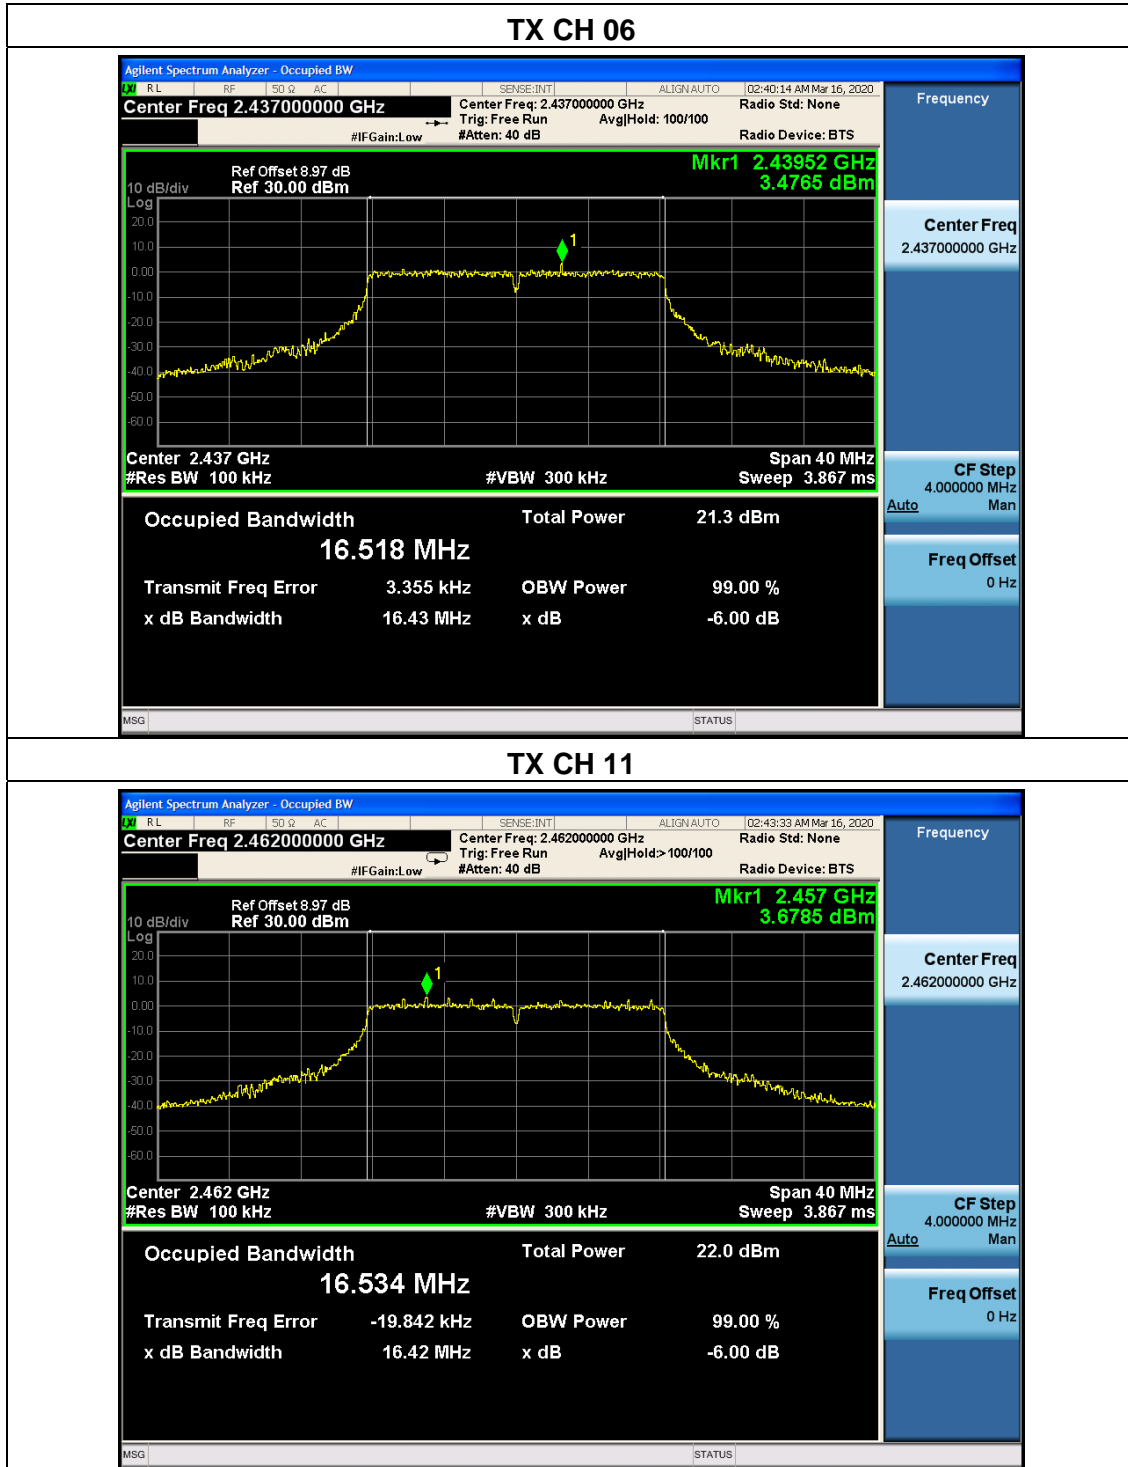 TX CH 06
Agilent Spectrum Analyzer - Occupied BW
LXI RL RF 50 Ω AC SENSE:INT ALIGN AUTO 02:40:14 AM Mar 16, 2020
Center Freq 2.437000000 GHz Center Freq: 2.437000000 GHz Radio Std: None Frequency
Trig: Free Run Avg|Hold: 100/100
#IFGain:Low #Atten: 40 dB Radio Device: BTS
Mkr1 2.43952 GHz
Ref Offset 8.97 dB
10 dB/div Ref 30.00 dBm 3.4765 dBm
Log
20.0
10.0
0.00
-10.0
-20.0
-30.0
-40.0
-50.0
-60.0
1
Center Freq
2.437000000 GHz
Center 2.437 GHz Span 40 MHz
#Res BW 100 kHz #VBW 300 kHz Sweep 3.867 ms
CF Step
4.000000 MHz
Auto Man
Freq Offset
0 Hz
Occupied Bandwidth Total Power 21.3 dBm
16.518 MHz
Transmit Freq Error 3.355 kHz OBW Power 99.00 %
x dB Bandwidth 16.43 MHz x dB -6.00 dB
MSG STATUS
TX CH 11
Agilent Spectrum Analyzer - Occupied BW
LXI RL RF 50 Ω AC SENSE:INT ALIGN AUTO 02:43:33 AM Mar 16, 2020
Center Freq 2.462000000 GHz Center Freq: 2.462000000 GHz Radio Std: None Frequency
Trig: Free Run Avg|Hold:> 100/100
#IFGain:Low #Atten: 40 dB Radio Device: BTS
Mkr1 2.457 GHz
Ref Offset 8.97 dB
10 dB/div Ref 30.00 dBm 3.6785 dBm
Log
20.0
10.0
0.00
-10.0
-20.0
-30.0
-40.0
-50.0
-60.0
1
Center Freq
2.462000000 GHz
Center 2.462 GHz Span 40 MHz
#Res BW 100 kHz #VBW 300 kHz Sweep 3.867 ms
CF Step
4.000000 MHz
Auto Man
Freq Offset
0 Hz
Occupied Bandwidth Total Power 22.0 dBm
16.534 MHz
Transmit Freq Error -19.842 kHz OBW Power 99.00 %
x dB Bandwidth 16.42 MHz x dB -6.00 dB
MSG STATUS